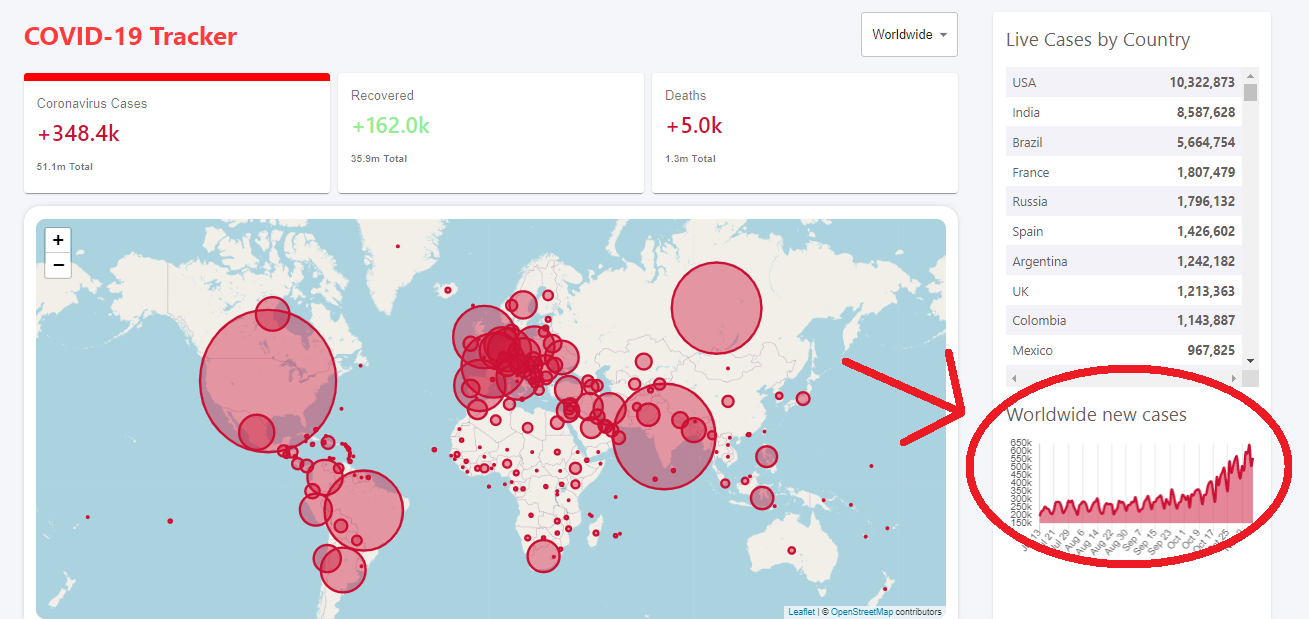 COVID-19 Tracker
Worldwide
Coronavirus Cases
+348.4k
51.1m Total
Recovered
+162.0k
35.9m Total
Deaths
+5.0k
1.3m Total
+
−
Leaflet | © OpenStreetMap contributors
Live Cases by Country
USA 10,322,873
India 8,587,628
Brazil 5,664,754
France 1,807,479
Russia 1,796,132
Spain 1,426,602
Argentina 1,242,182
UK 1,213,363
Colombia 1,143,887
Mexico 967,825
Worldwide new cases
650k
600k
550k
500k
450k
400k
350k
300k
250k
200k
150k
Jul 21
Jul 29
Aug 6
Aug 14
Aug 22
Aug 30
Sep 7
Sep 15
Sep 23
Oct 1
Oct 9
Oct 17